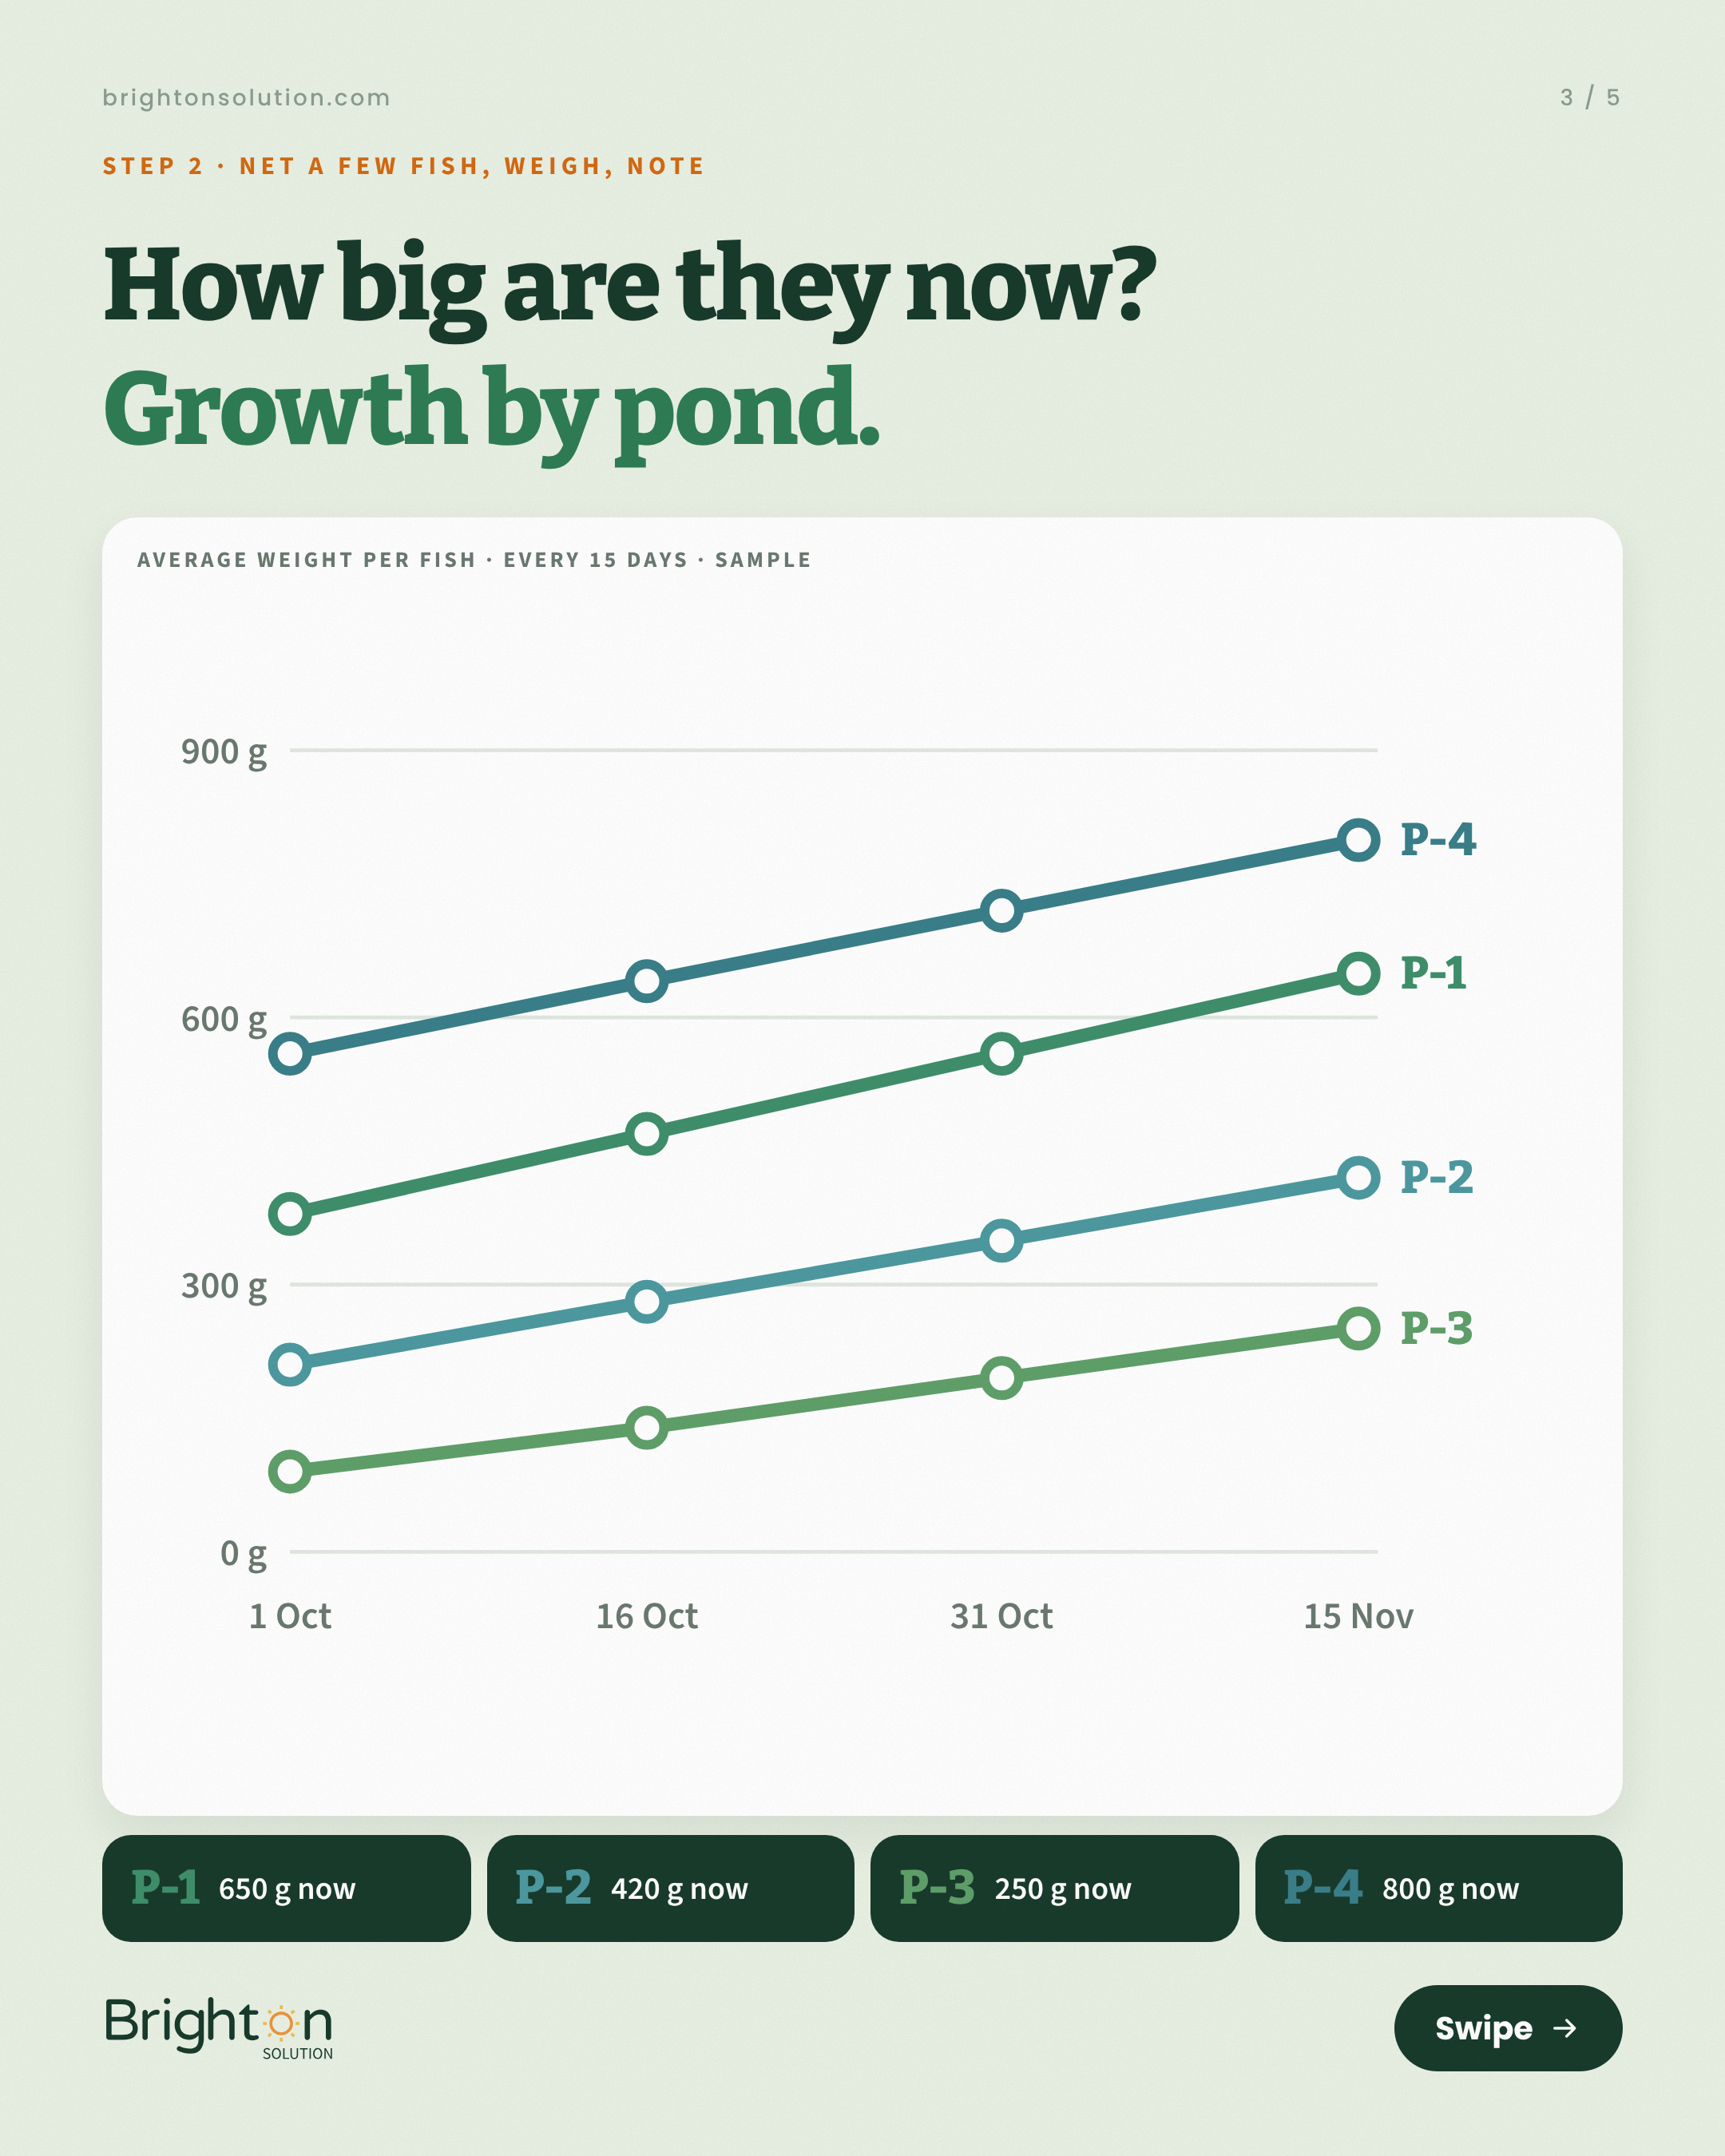 brightonsolution.com
3 / 5
STEP 2 · NET A FEW FISH, WEIGH, NOTE
How big are they now?
Growth by pond.
AVERAGE WEIGHT PER FISH · EVERY 15 DAYS · SAMPLE
900 g
P-4
P-1
600 g
P-2
300 g
P-3
0 g
1 Oct
16 Oct
31 Oct
15 Nov
P-1 650 g now
P-2 420 g now
P-3 250 g now
P-4 800 g now
Brighton
SOLUTION
Swipe →